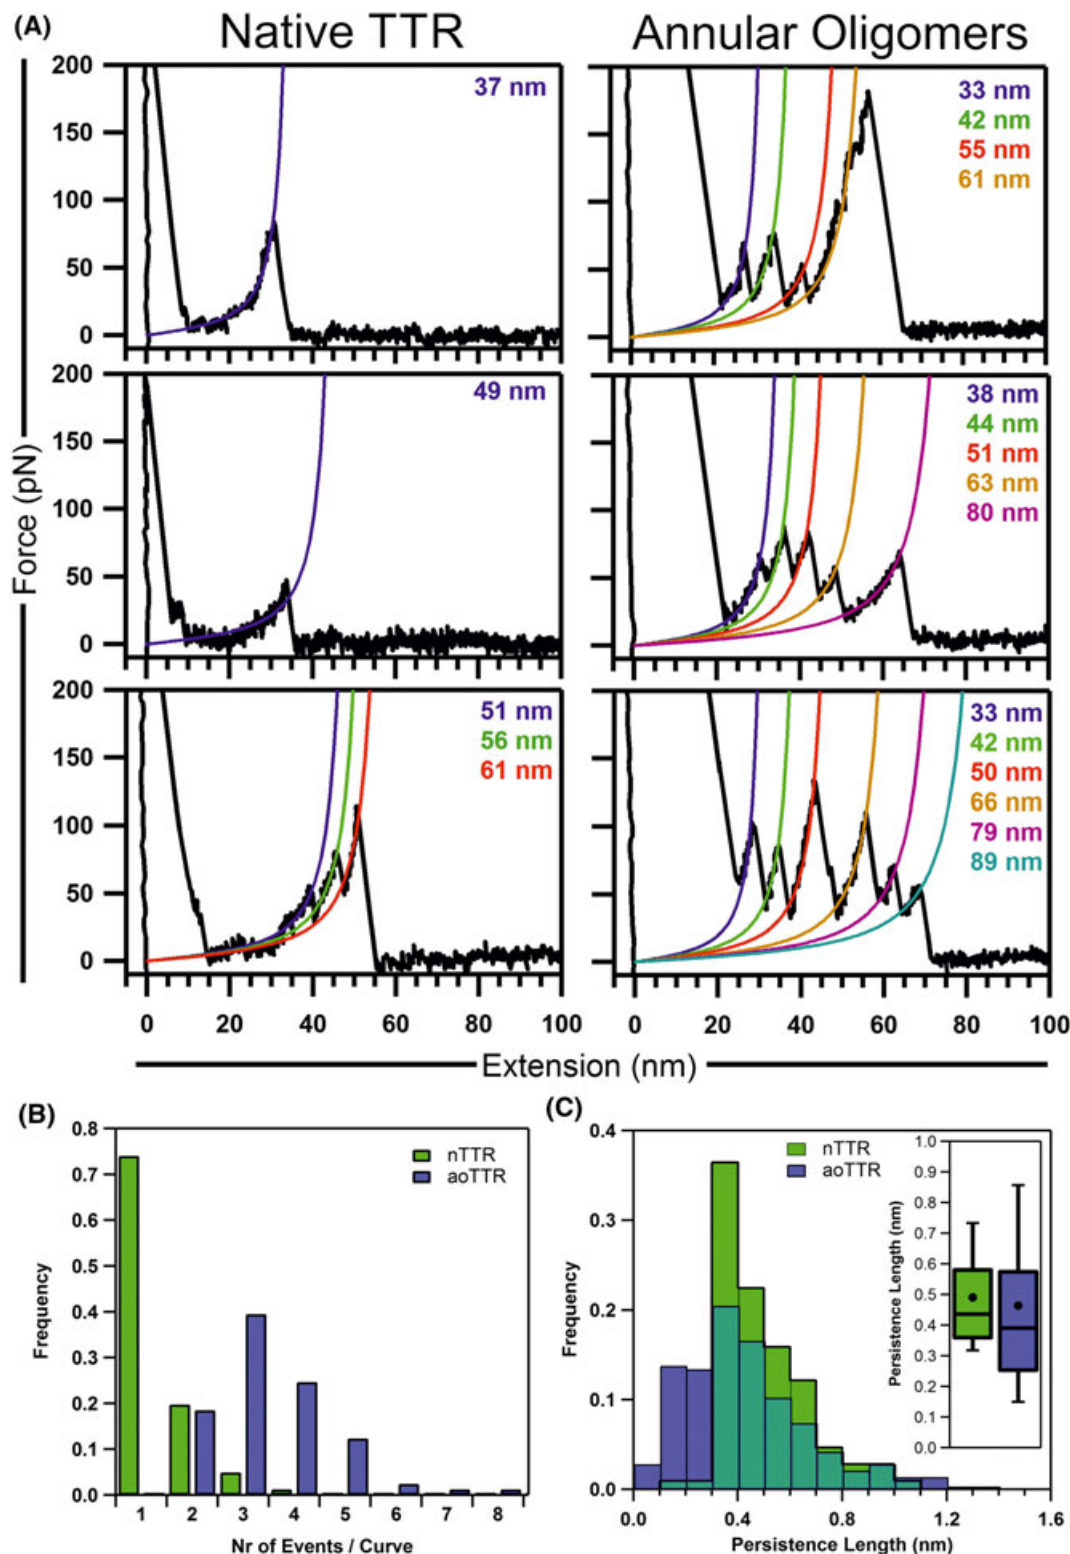 (A)
Native TTR
Annular Oligomers
Force (pN)
200
150
100
50
0
37 nm
33 nm
42 nm
55 nm
61 nm
200
150
100
50
0
49 nm
38 nm
44 nm
51 nm
63 nm
80 nm
200
150
100
50
0
51 nm
56 nm
61 nm
33 nm
42 nm
50 nm
66 nm
79 nm
89 nm
0 20 40 60 80 100
0 20 40 60 80 100
Extension (nm)
(B)
Frequency
0.8
0.7
0.6
0.5
0.4
0.3
0.2
0.1
0.0
nTTR
aoTTR
1 2 3 4 5 6 7 8
Nr of Events / Curve
(C)
Frequency
0.4
0.3
0.2
0.1
0.0
nTTR
aoTTR
Persistence Length (nm)
1.0
0.9
0.8
0.7
0.6
0.5
0.4
0.3
0.2
0.1
0.0
0.0 0.4 0.8 1.2 1.6
Persistence Length (nm)